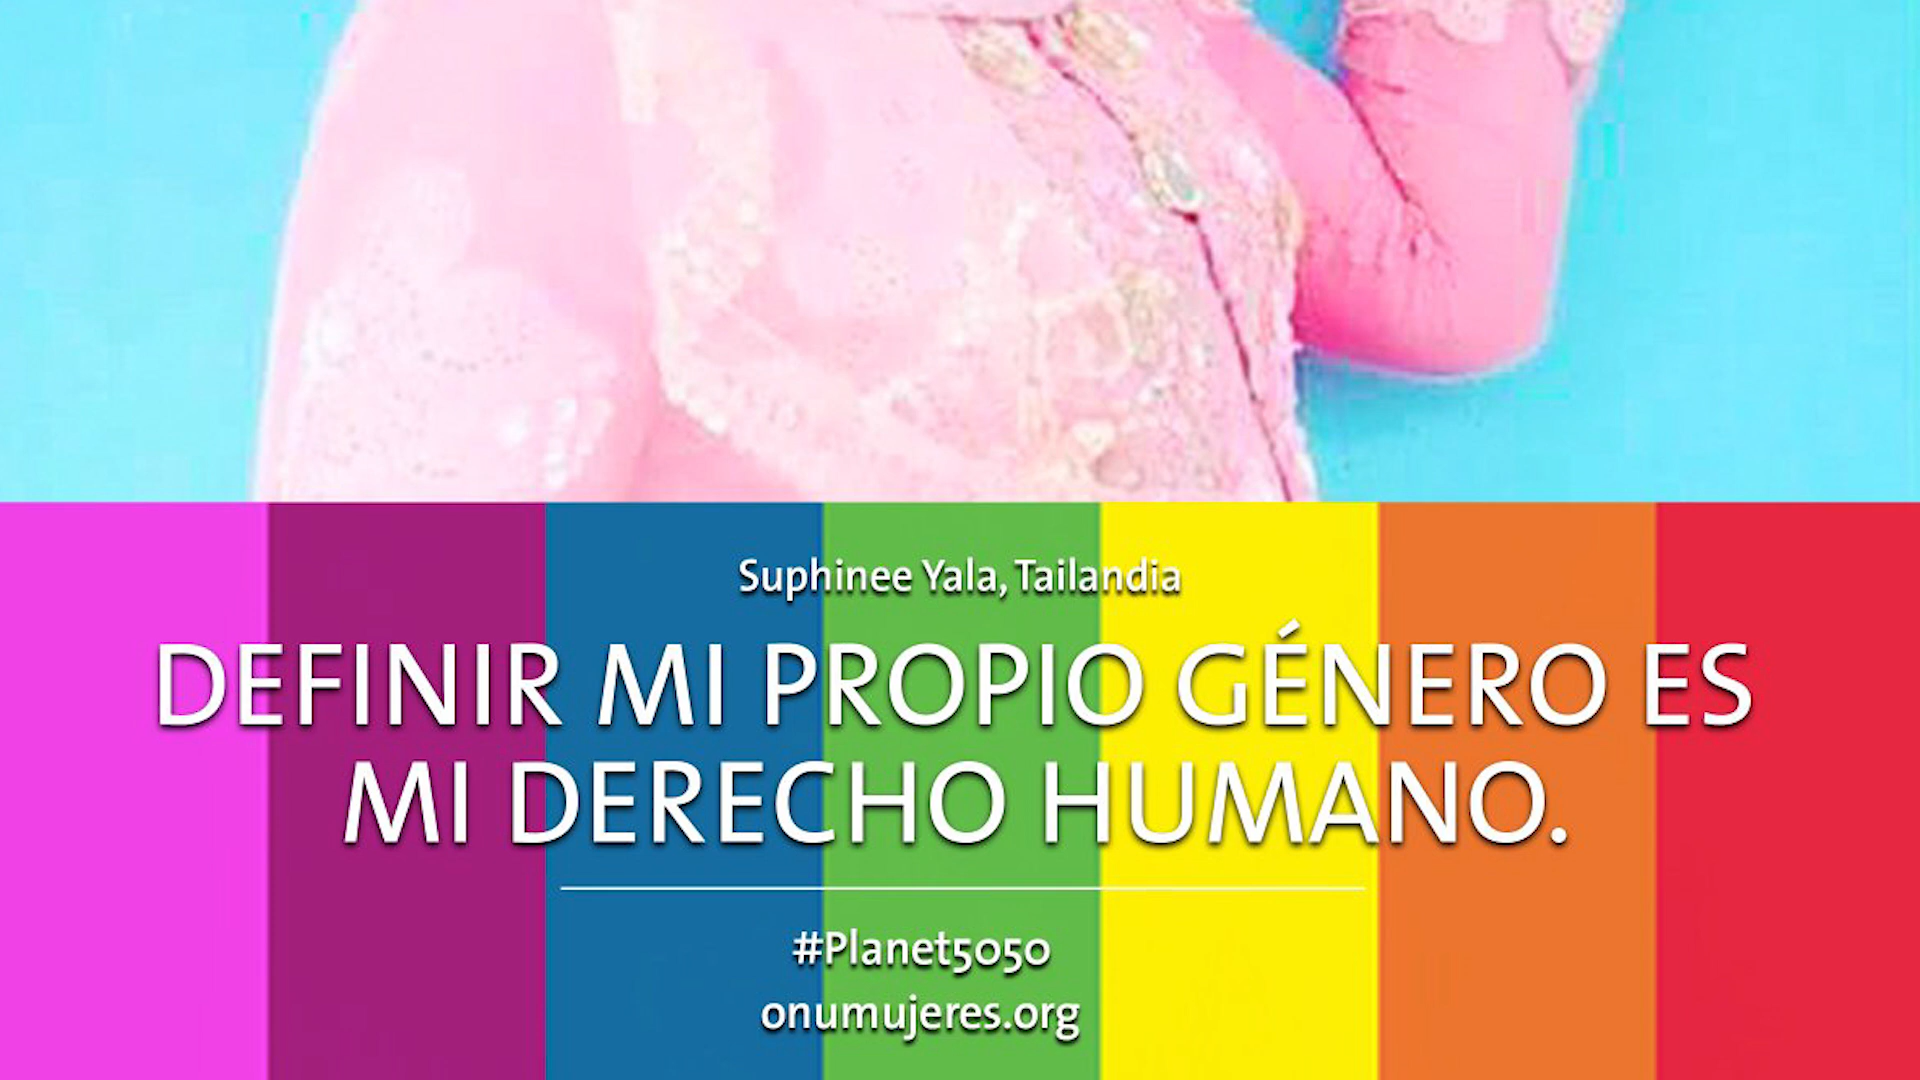 Suphinee Yala, Tailandia
DEFINIR MI PROPIO GÉNERO ES
MI DERECHO HUMANO.
#Planet5050
onumujeres.org